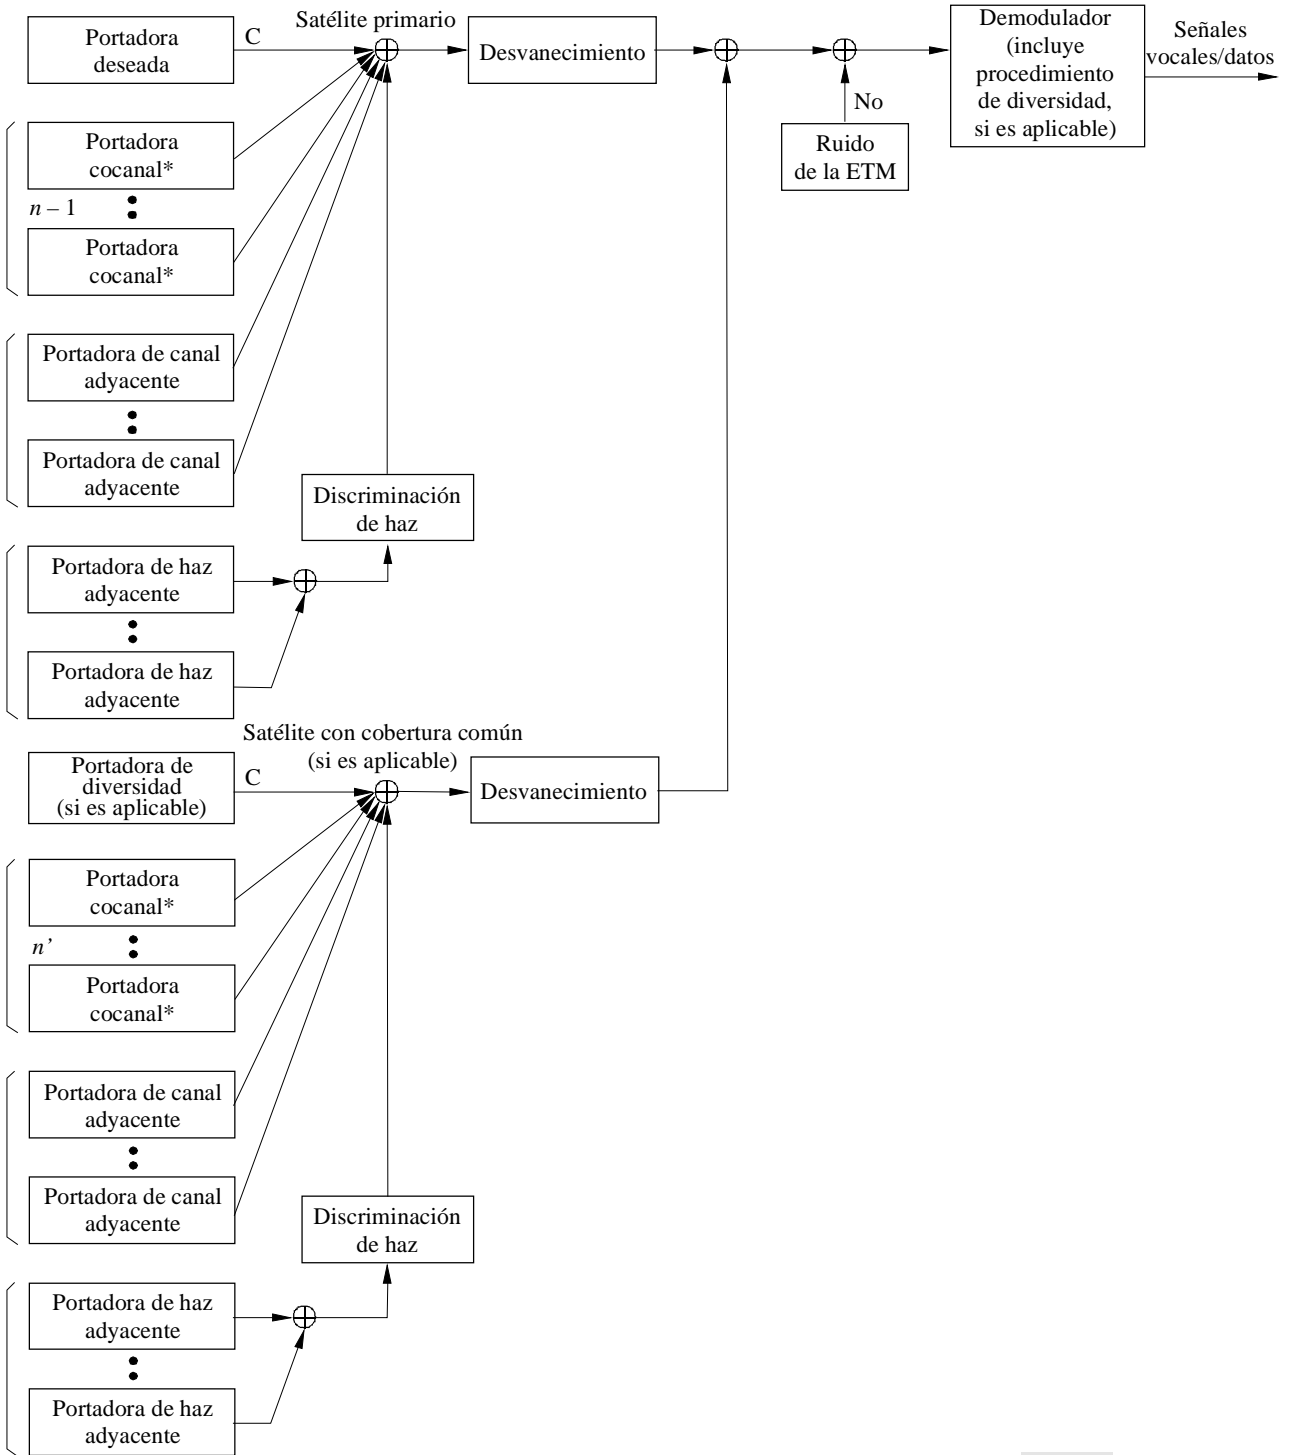 Satélite primario
Portadora
deseada
C
Desvanecimiento
Demodulador
(incluye
procedimiento
de diversidad,
si es aplicable)
Señales
vocales/datos
No
Ruido
de la ETM
Portadora
cocanal*
n – 1
Portadora
cocanal*
Portadora de canal
adyacente
Portadora de canal
adyacente
Discriminación
de haz
Portadora de haz
adyacente
Portadora de haz
adyacente
Satélite con cobertura común
(si es aplicable)
Portadora de
diversidad
(si es aplicable)
C
Desvanecimiento
Portadora
cocanal*
n’
Portadora
cocanal*
Portadora de canal
adyacente
Portadora de canal
adyacente
Discriminación
de haz
Portadora de haz
adyacente
Portadora de haz
adyacente